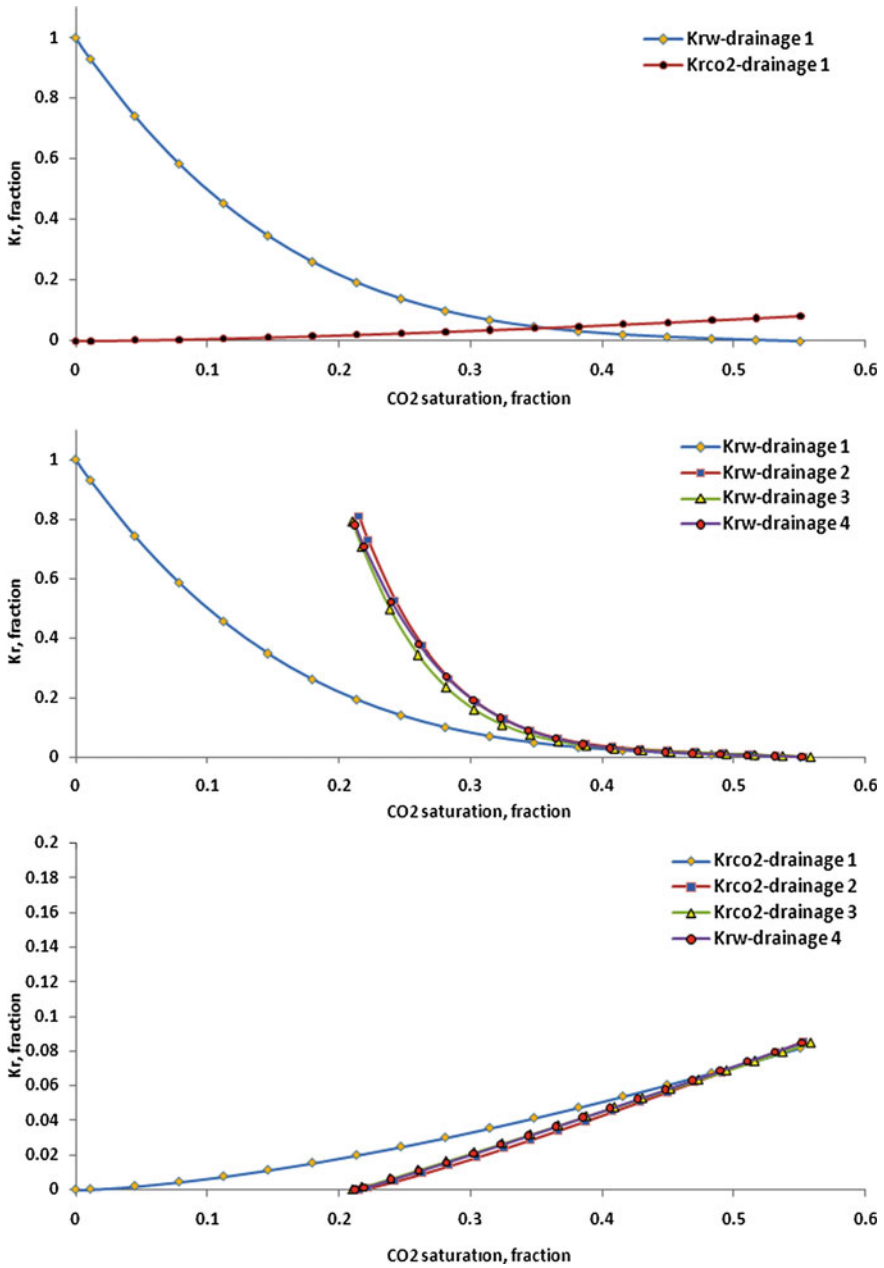 Kr, fraction
1
0.8
0.6
0.4
0.2
0
0 0.1 0.2 0.3 0.4 0.5 0.6
CO2 saturation, fraction
Krw-drainage 1
Krco2-drainage 1
Kr, fraction
1
0.8
0.6
0.4
0.2
0
0 0.1 0.2 0.3 0.4 0.5 0.6
CO2 saturation, fraction
Krw-drainage 1
Krw-drainage 2
Krw-drainage 3
Krw-drainage 4
Kr, fraction
0.2
0.18
0.16
0.14
0.12
0.1
0.08
0.06
0.04
0.02
0
0 0.1 0.2 0.3 0.4 0.5 0.6
CO2 saturation, fraction
Krco2-drainage 1
Krco2-drainage 2
Krco2-drainage 3
Krw-drainage 4